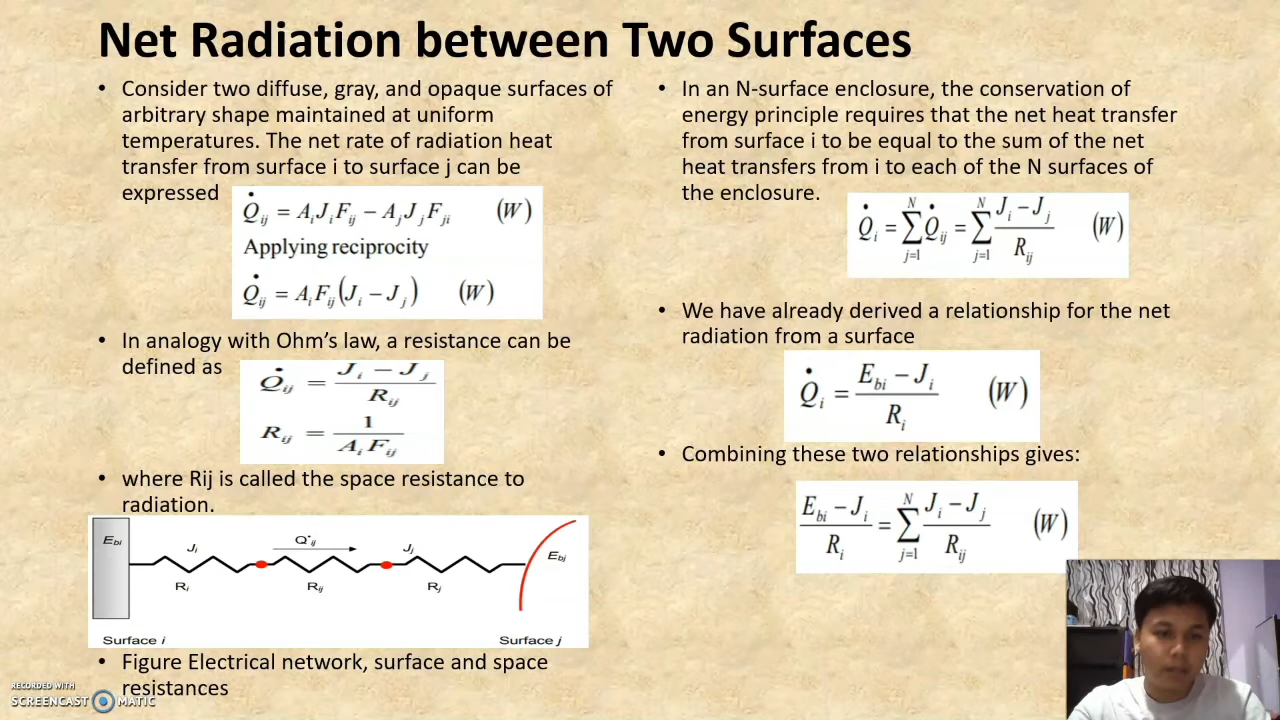 Net Radiation between Two Surfaces
• Consider two diffuse, gray, and opaque surfaces of
arbitrary shape maintained at uniform
temperatures. The net rate of radiation heat
transfer from surface i to surface j can be
expressed
Q̇ij = AiJiFij − AjJjFji (W)
Applying reciprocity
Q̇ij = AiFij(Ji − Jj) (W)
• In analogy with Ohm’s law, a resistance can be
defined as
Q̇ij = (Ji − Jj) / Rij
Rij = 1 / (AiFij)
• where Rij is called the space resistance to
radiation.
Ebi Ji Q˙ij Jj Ebj
Ri Rij Rj
Surface i Surface j
• Figure Electrical network, surface and space
resistances
• In an N-surface enclosure, the conservation of
energy principle requires that the net heat transfer
from surface i to be equal to the sum of the net
heat transfers from i to each of the N surfaces of
the enclosure.
Q̇i = ∑(j=1 to N) Q̇ij = ∑(j=1 to N) (Ji − Jj) / Rij (W)
• We have already derived a relationship for the net
radiation from a surface
Q̇i = (Ebi − Ji) / Ri (W)
• Combining these two relationships gives:
(Ebi − Ji) / Ri = ∑(j=1 to N) (Ji − Jj) / Rij (W)
RECORDED WITH
SCREENCAST MATIC